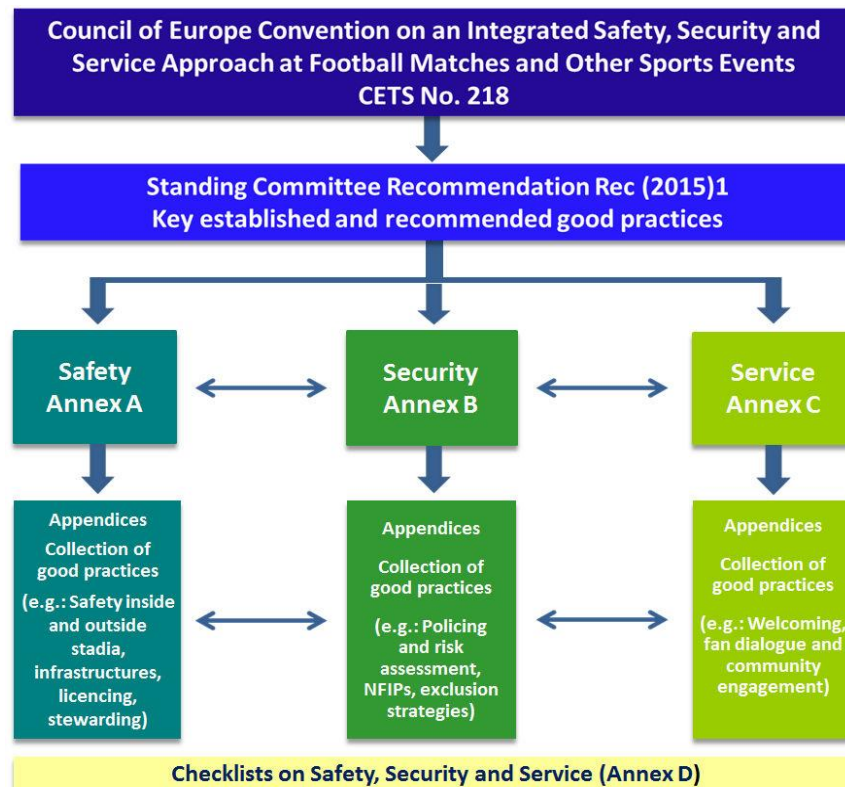 Council of Europe Convention on an Integrated Safety, Security and
Service Approach at Football Matches and Other Sports Events
CETS No. 218
Standing Committee Recommendation Rec (2015)1
Key established and recommended good practices
Safety
Annex A
Security
Annex B
Service
Annex C
Appendices
Collection of
good practices
(e.g.: Safety inside
and outside
stadia,
infrastructures,
licencing,
stewarding)
Appendices
Collection of
good practices
(e.g.: Policing
and risk
assessment,
NFIPs, exclusion
strategies)
Appendices
Collection of
good practices
(e.g.: Welcoming,
fan dialogue and
community
engagement)
Checklists on Safety, Security and Service (Annex D)